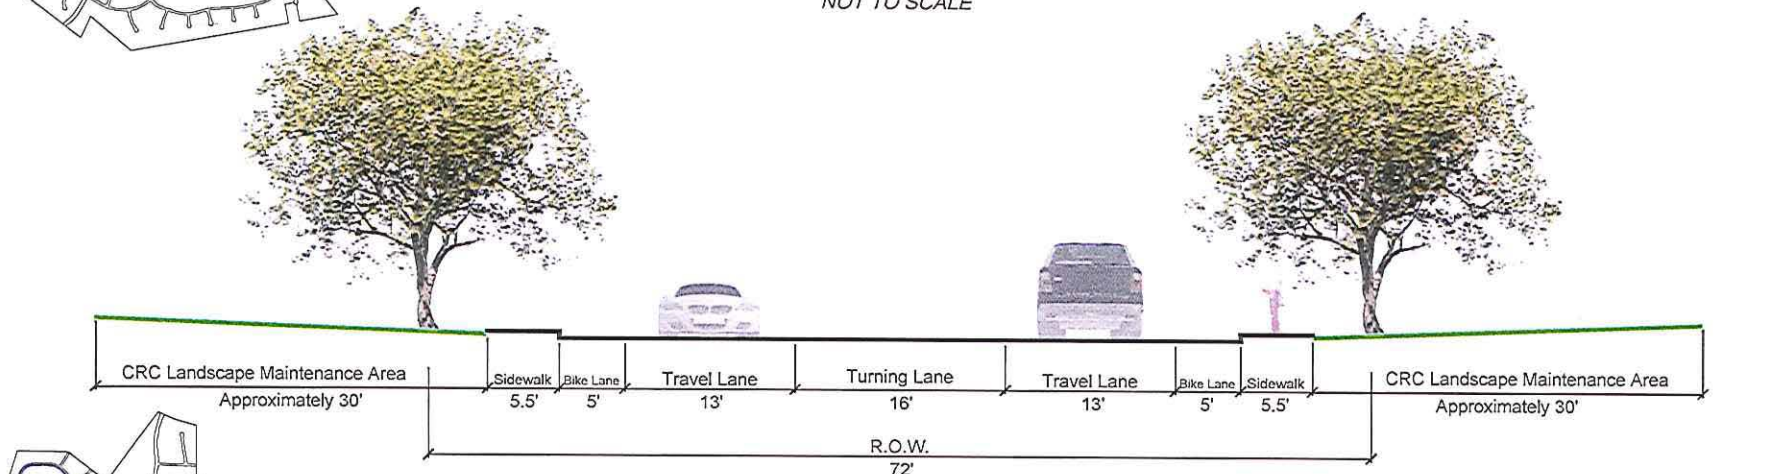 NOT TO SCALE
CRC Landscape Maintenance Area
Approximately 30'
Sidewalk
5.5'
Bike Lane
5'
Travel Lane
13'
Turning Lane
16'
Travel Lane
13'
Bike Lane
5'
Sidewalk
5.5'
CRC Landscape Maintenance Area
Approximately 30'
R.O.W.
72'